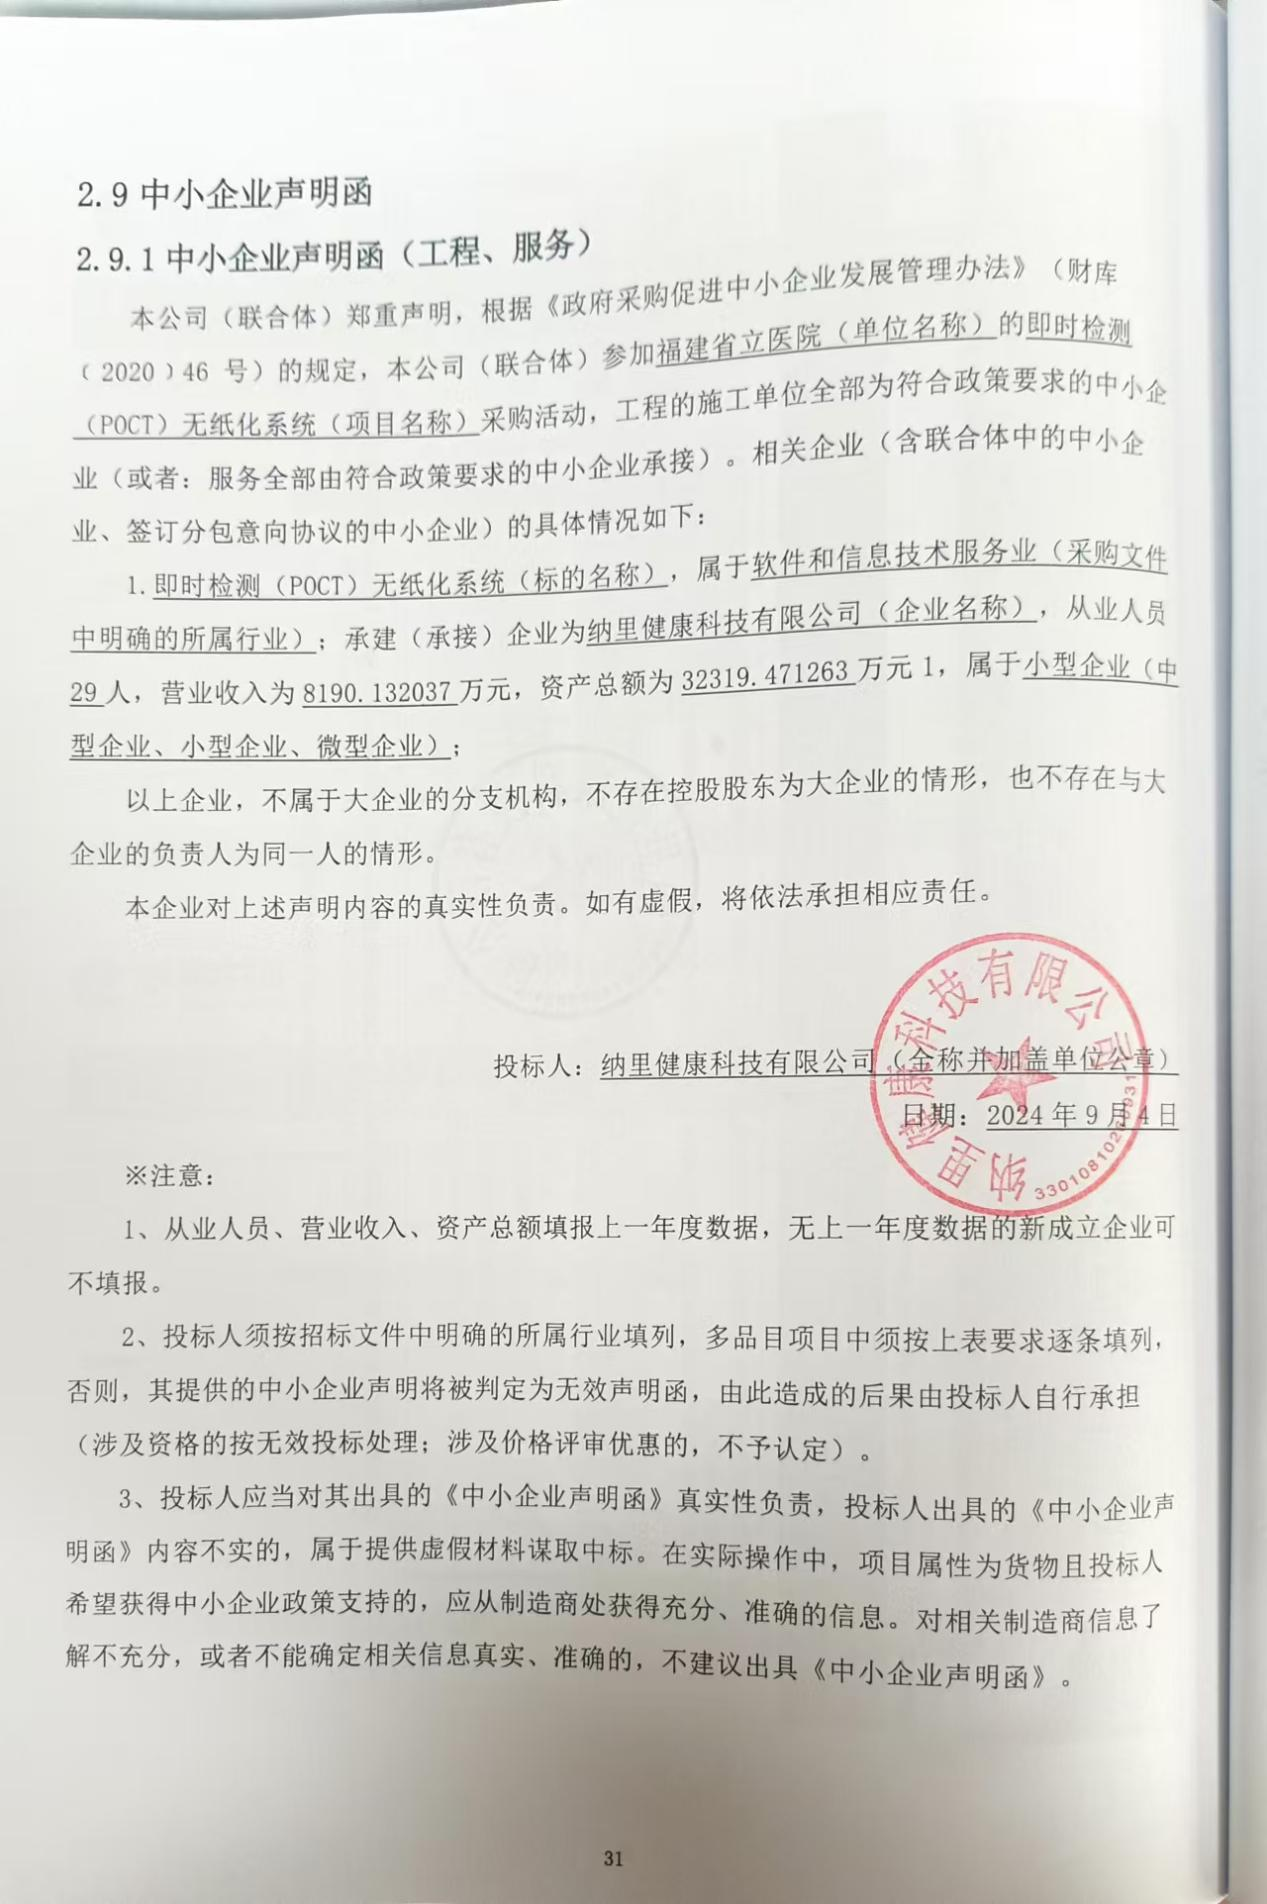 2.9 中小企业声明函
2.9.1 中小企业声明函（工程、服务）
本公司（联合体）郑重声明，根据《政府采购促进中小企业发展管理办法》（财库
﹝2020﹞46 号）的规定，本公司（联合体）参加福建省立医院（单位名称）的即时检测
（POCT）无纸化系统（项目名称）采购活动，工程的施工单位全部为符合政策要求的中小企
业（或者：服务全部由符合政策要求的中小企业承接）。相关企业（含联合体中的中小企
业、签订分包意向协议的中小企业）的具体情况如下：
1. 即时检测（POCT）无纸化系统（标的名称），属于软件和信息技术服务业（采购文件
中明确的所属行业）；承建（承接）企业为纳里健康科技有限公司（企业名称），从业人员
29 人，营业收入为 8190.132037 万元，资产总额为 32319.471263 万元 1，属于小型企业（中
型企业、小型企业、微型企业）；
以上企业，不属于大企业的分支机构，不存在控股股东为大企业的情形，也不存在与大
企业的负责人为同一人的情形。
本企业对上述声明内容的真实性负责。如有虚假，将依法承担相应责任。
投标人：纳里健康科技有限公司（全称并加盖单位公章）
日期：2024 年 9 月 4 日
纳里健康科技有限公司
※注意：
1、从业人员、营业收入、资产总额填报上一年度数据，无上一年度数据的新成立企业可
不填报。
2、投标人须按招标文件中明确的所属行业填列，多品目项目中须按上表要求逐条填列，
否则，其提供的中小企业声明将被判定为无效声明函，由此造成的后果由投标人自行承担
（涉及资格的按无效投标处理；涉及价格评审优惠的，不予认定）。
3、投标人应当对其出具的《中小企业声明函》真实性负责，投标人出具的《中小企业声
明函》内容不实的，属于提供虚假材料谋取中标。在实际操作中，项目属性为货物且投标人
希望获得中小企业政策支持的，应从制造商处获得充分、准确的信息。对相关制造商信息了
解不充分，或者不能确定相关信息真实、准确的，不建议出具《中小企业声明函》。
31